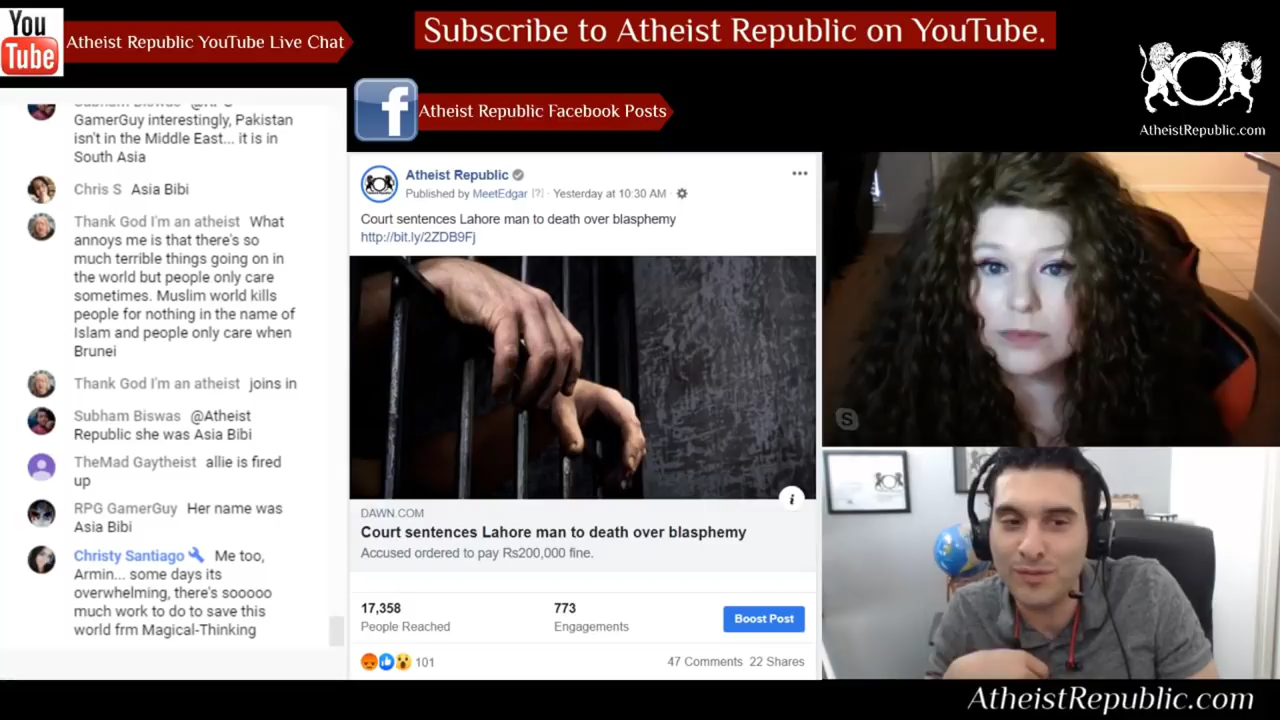 You
Tube
Atheist Republic YouTube Live Chat
Subscribe to Atheist Republic on YouTube.
AtheistRepublic.com
f
Atheist Republic Facebook Posts
Subham Biswas
GamerGuy interestingly, Pakistan
isn't in the Middle East... it is in
South Asia
Chris S Asia Bibi
Thank God I'm an atheist What
annoys me is that there's so
much terrible things going on in
the world but people only care
sometimes. Muslim world kills
people for nothing in the name of
Islam and people only care when
Brunei
Thank God I'm an atheist joins in
Subham Biswas @Atheist
Republic she was Asia Bibi
TheMad Gaytheist allie is fired
up
RPG GamerGuy Her name was
Asia Bibi
Christy Santiago Me too,
Armin... some days its
overwhelming, there's sooooo
much work to do to save this
world frm Magical-Thinking
Atheist Republic
Published by MeetEdgar [?] · Yesterday at 10:30 AM ·
Court sentences Lahore man to death over blasphemy
http://bit.ly/2ZDB9Fj
i
DAWN.COM
Court sentences Lahore man to death over blasphemy
Accused ordered to pay Rs200,000 fine.
17,358
People Reached
773
Engagements
Boost Post
101
47 Comments 22 Shares
AtheistRepublic.com